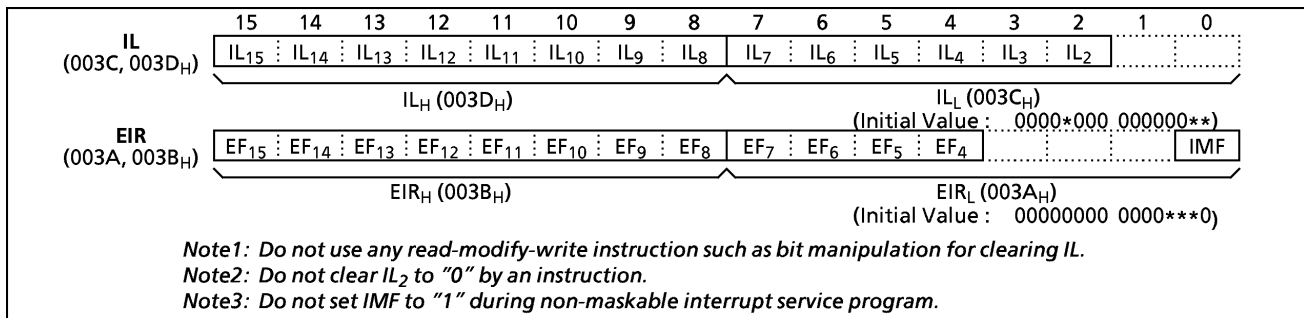 15 14 13 12 11 10 9 8 7 6 5 4 3 2 1 0
IL
(003C, 003DH)
IL15 IL14 IL13 IL12 IL11 IL10 IL9 IL8 IL7 IL6 IL5 IL4 IL3 IL2
ILH (003DH) ILL (003CH)
(Initial Value : 0000*000 000000**)
EIR
(003A, 003BH)
EF15 EF14 EF13 EF12 EF11 EF10 EF9 EF8 EF7 EF6 EF5 EF4 IMF
EIRH (003BH) EIRL (003AH)
(Initial Value : 00000000 0000***0)
Note1: Do not use any read-modify-write instruction such as bit manipulation for clearing IL.
Note2: Do not clear IL2 to "0" by an instruction.
Note3: Do not set IMF to "1" during non-maskable interrupt service program.